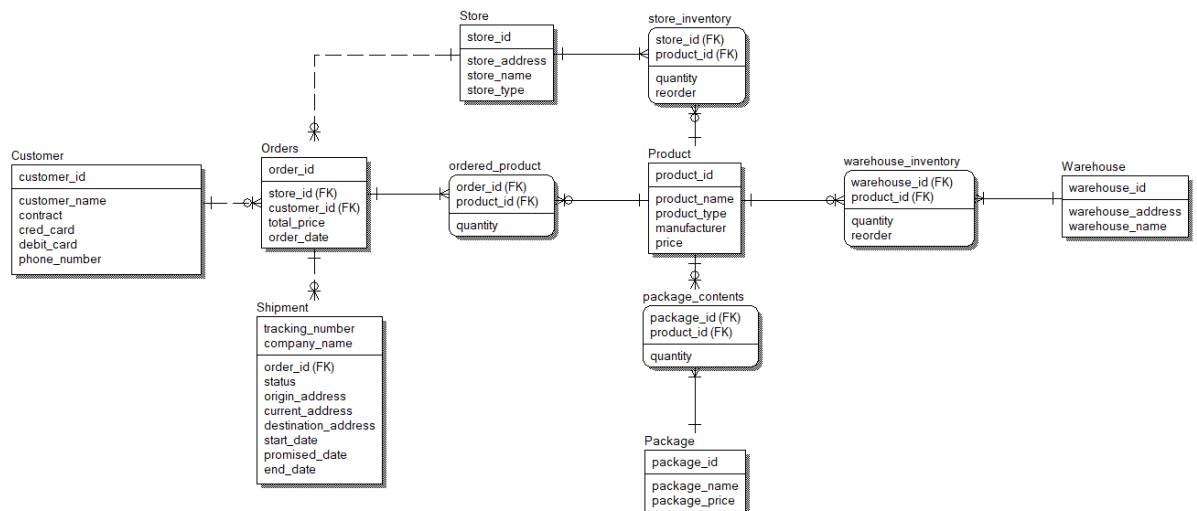 Store
store_id
store_address
store_name
store_type
store_inventory
store_id (FK)
product_id (FK)
quantity
reorder
Customer
customer_id
customer_name
contract
cred_card
debit_card
phone_number
Orders
order_id
store_id (FK)
customer_id (FK)
total_price
order_date
ordered_product
order_id (FK)
product_id (FK)
quantity
Product
product_id
product_name
product_type
manufacturer
price
warehouse_inventory
warehouse_id (FK)
product_id (FK)
quantity
reorder
Warehouse
warehouse_id
warehouse_address
warehouse_name
Shipment
tracking_number
company_name
order_id (FK)
status
origin_address
current_address
destination_address
start_date
promised_date
end_date
package_contents
package_id (FK)
product_id (FK)
quantity
Package
package_id
package_name
package_price